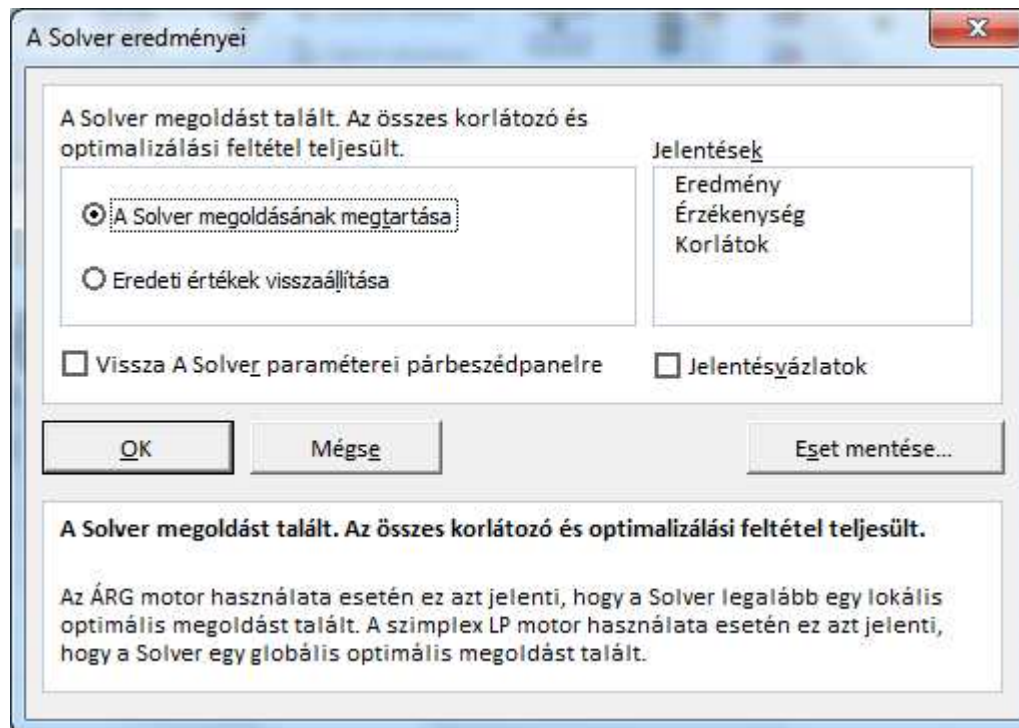 A Solver eredményei
A Solver megoldást talált. Az összes korlátozó és
optimalizálási feltétel teljesült.
A Solver megoldásának megtartása
Eredeti értékek visszaállítása
Jelentések
Eredmény
Érzékenység
Korlátok
Vissza A Solver paraméterei párbeszédpanelre
Jelentésvázlatok
OK
Mégse
Eset mentése...
A Solver megoldást talált. Az összes korlátozó és optimalizálási feltétel teljesült.
Az ÁRG motor használata esetén ez azt jelenti, hogy a Solver legalább egy lokális
optimális megoldást talált. A szimplex LP motor használata esetén ez azt jelenti,
hogy a Solver egy globális optimális megoldást talált.